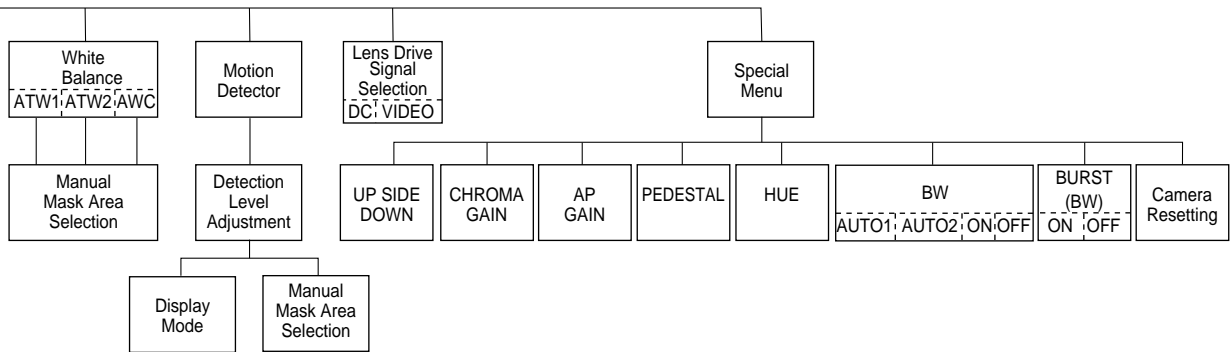 White
Balance
ATW1 ATW2 AWC
Motion
Detector
Lens Drive
Signal
Selection
DC VIDEO
Special
Menu
Manual
Mask Area
Selection
Detection
Level
Adjustment
UP SIDE
DOWN
CHROMA
GAIN
AP
GAIN
PEDESTAL
HUE
BW
AUTO1 AUTO2 ON OFF
BURST
(BW)
ON OFF
Camera
Resetting
Display
Mode
Manual
Mask Area
Selection